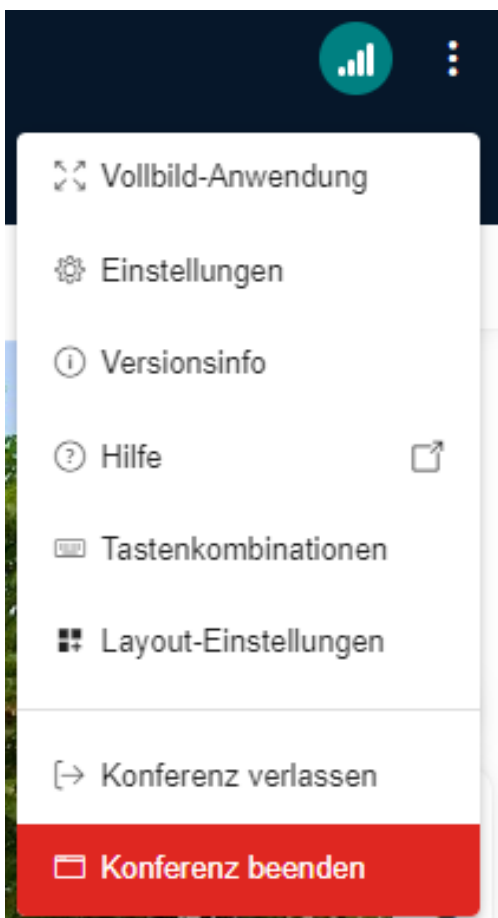 Vollbild-Anwendung
Einstellungen
Versionsinfo
Hilfe
Tastenkombinationen
Layout-Einstellungen
Konferenz verlassen
Konferenz beenden